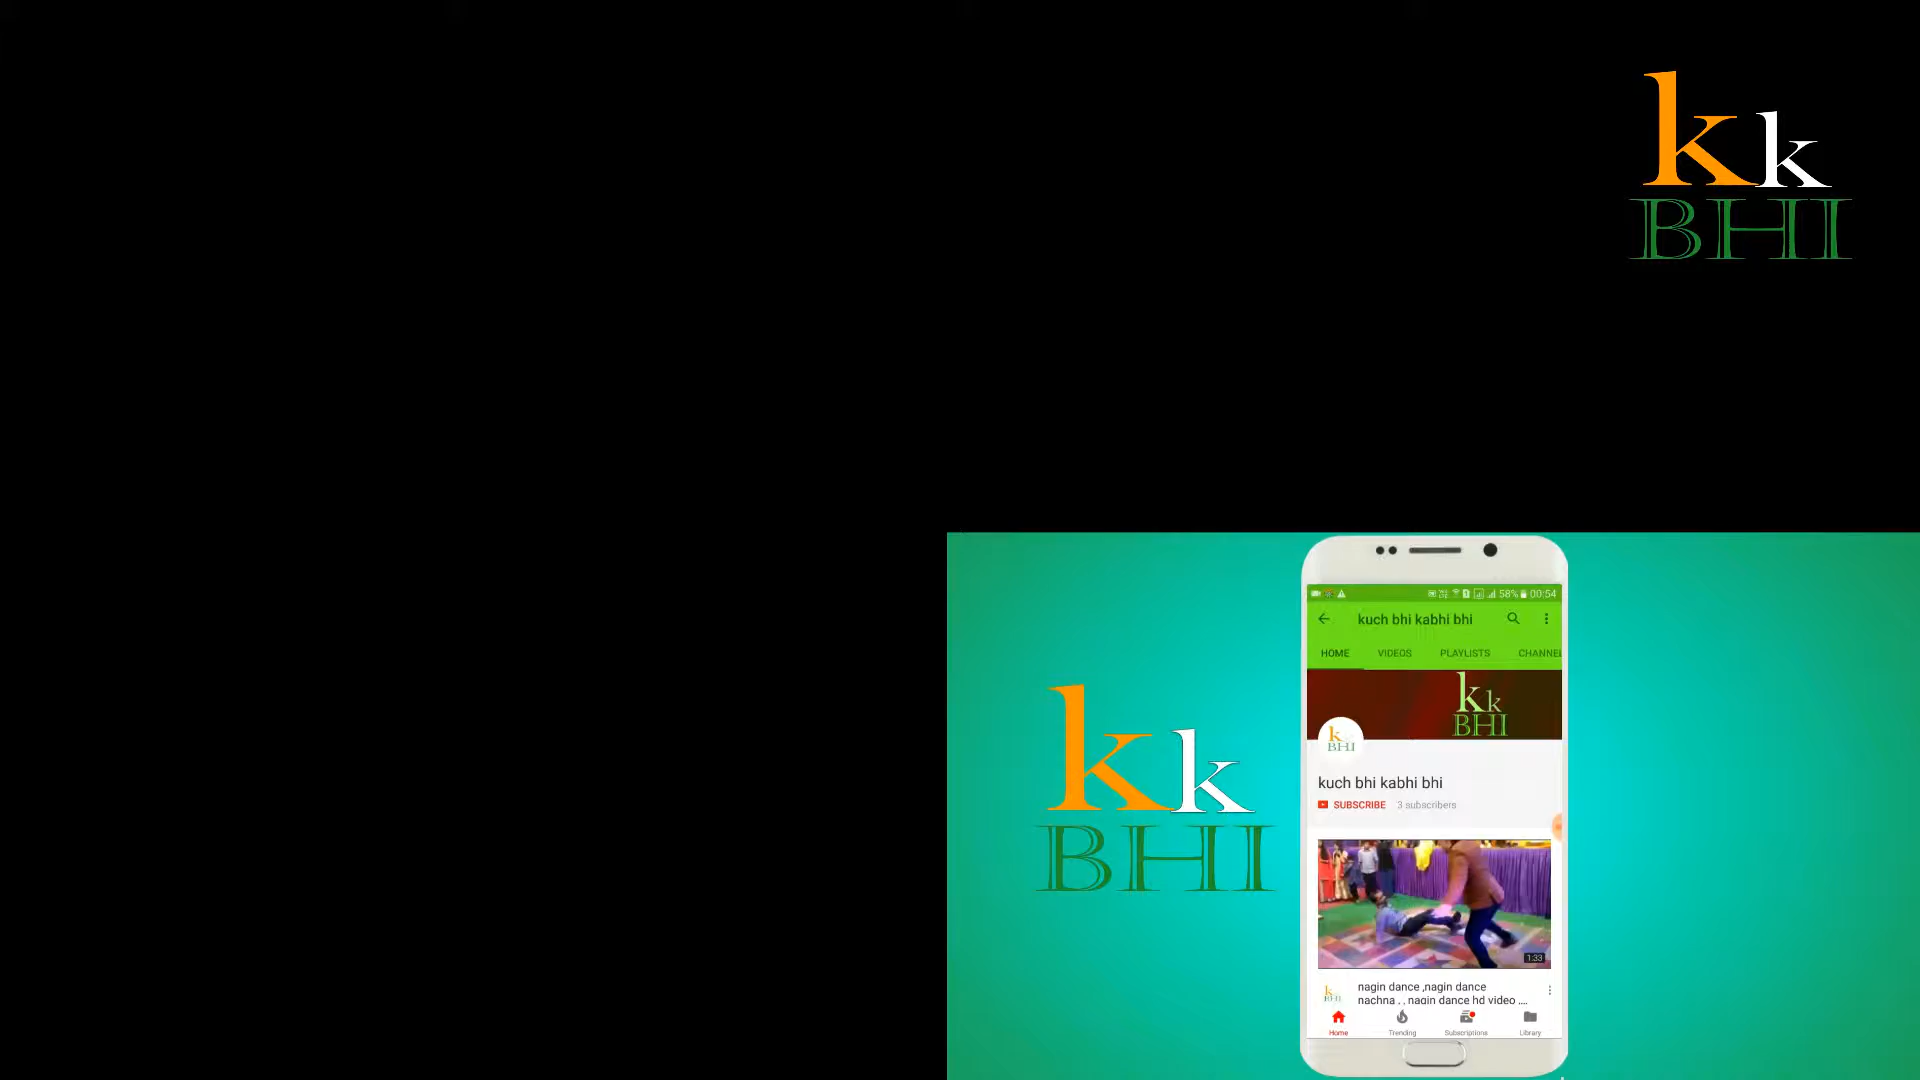 kk
BHI
kk
BHI
58% 00:54
kuch bhi kabhi bhi
HOME VIDEOS PLAYLISTS CHANNEL
kk
BHI
k
BHI
kuch bhi kabhi bhi
SUBSCRIBE 3 subscribers
1:33
nagin dance ,nagin dance
nachna , , nagin dance hd video ....
k
BHI
Home Trending Subscriptions Library